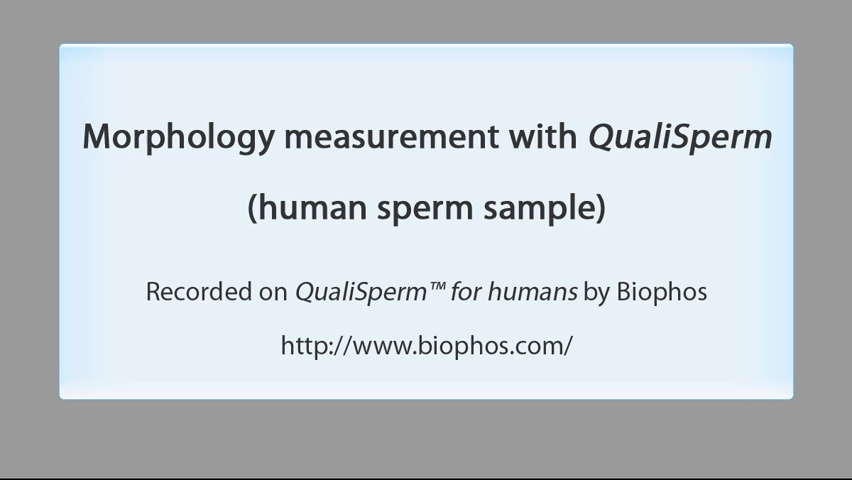 Morphology measurement with QualiSperm
(human sperm sample)
Recorded on QualiSperm™ for humans by Biophos
http://www.biophos.com/